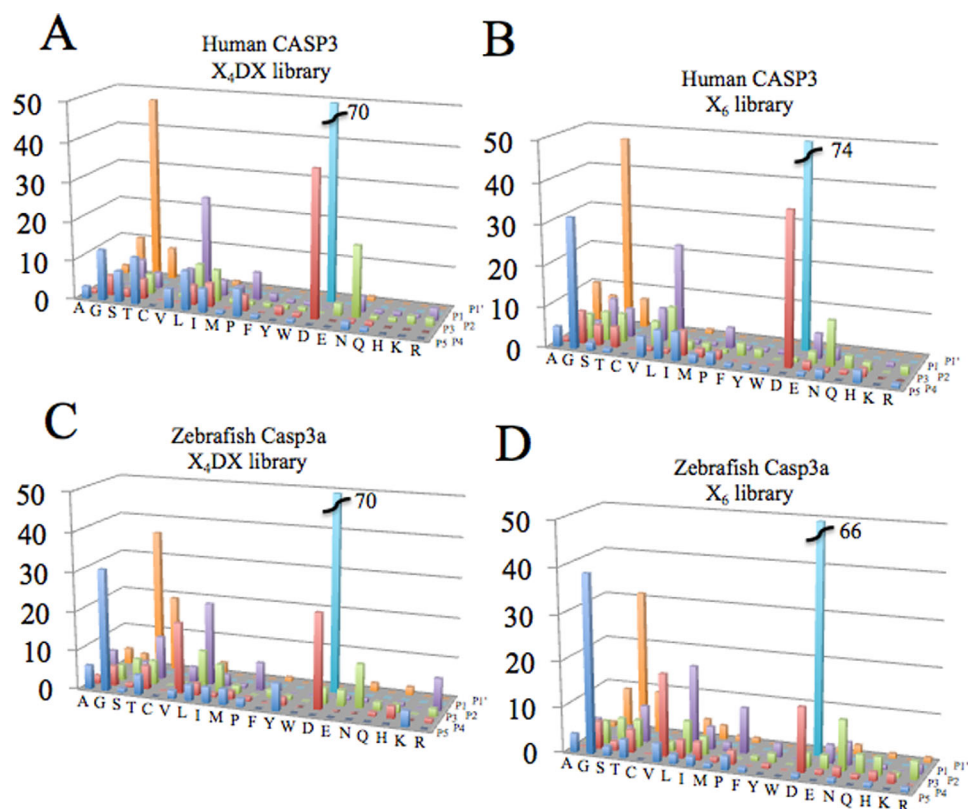 A
Human CASP3
X₄DX library
50
40
30
20
10
0
70
A G S T C V L I M P F Y W D E N Q H K R
P1'
P1
P2
P3
P4
P5
B
Human CASP3
X₆ library
50
40
30
20
10
0
74
A G S T C V L I M P F Y W D E N Q H K R
P1'
P1
P2
P3
P4
P5
C
Zebrafish Casp3a
X₄DX library
50
40
30
20
10
0
70
A G S T C V L I M P F Y W D E N Q H K R
P1'
P1
P2
P3
P4
P5
D
Zebrafish Casp3a
X₆ library
50
40
30
20
10
0
66
A G S T C V L I M P F Y W D E N Q H K R
P1'
P1
P2
P3
P4
P5